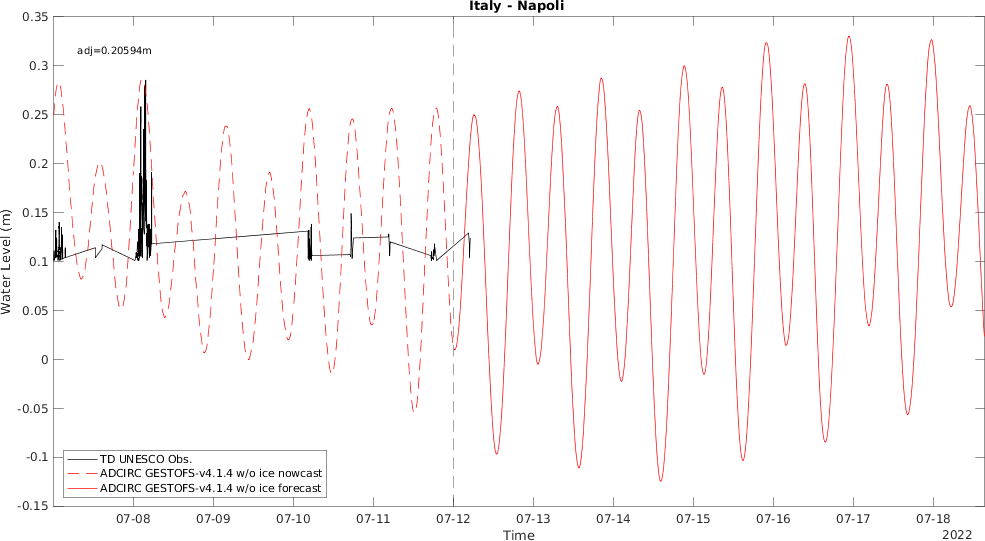 Italy - Napoli
adj=0.20594m
0.35
0.3
0.25
0.2
0.15
0.1
0.05
0
-0.05
-0.1
-0.15
Water Level (m)
TD UNESCO Obs.
ADCIRC GESTOFS-v4.1.4 w/o ice nowcast
ADCIRC GESTOFS-v4.1.4 w/o ice forecast
07-08 07-09 07-10 07-11 07-12 07-13 07-14 07-15 07-16 07-17 07-18
Time
2022